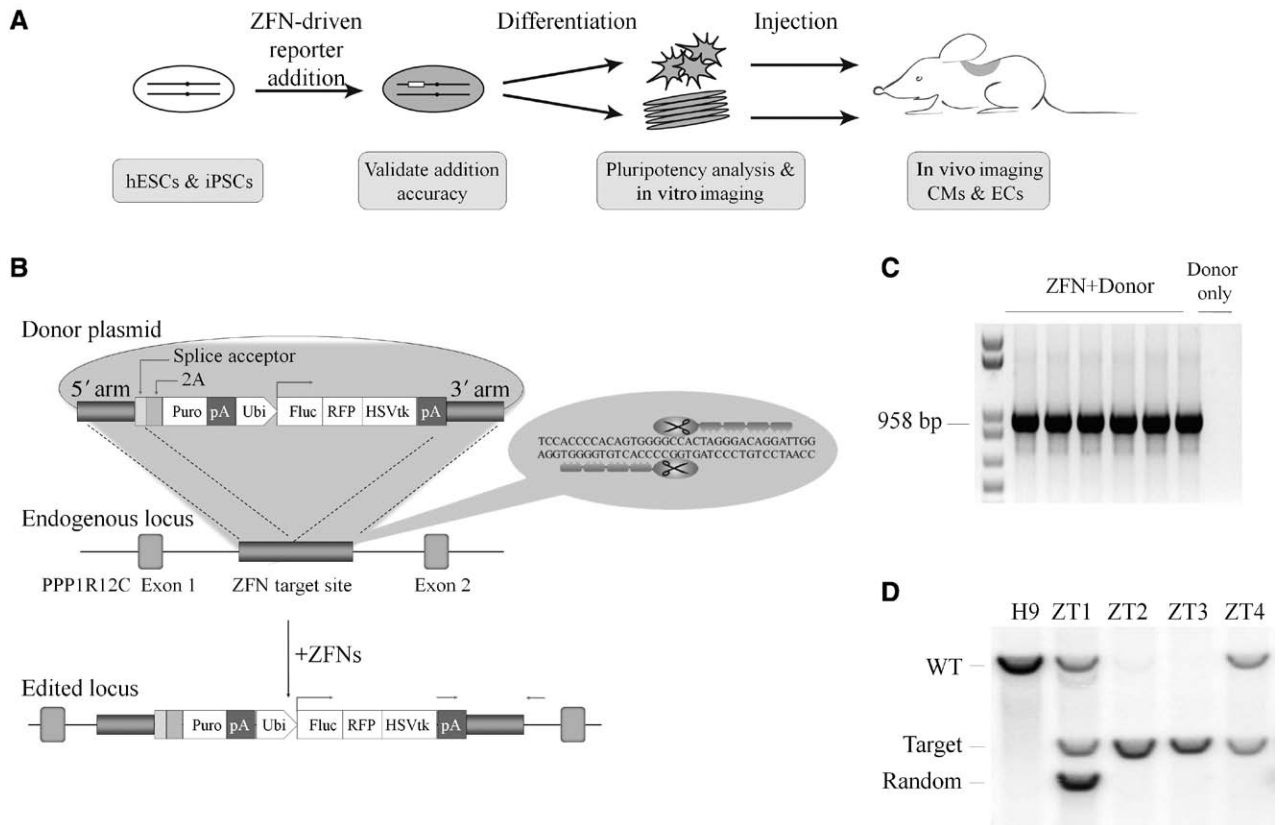 A
ZFN-driven
reporter
addition
Differentiation
Injection
hESCs & iPSCs
Validate addition
accuracy
Pluripotency analysis &
in vitro imaging
In vivo imaging
CMs & ECs
B
Donor plasmid
Splice acceptor
2A
5′ arm
3′ arm
Puro
pA
Ubi
Fluc
RFP
HSVtk
pA
TCCACCCCACAGTGGGGCCACTAGGGACAGGATTGG
AGGTGGGGTGTCACCCCGGTGATCCCTGTCCTAACC
Endogenous locus
PPP1R12C
Exon 1
ZFN target site
Exon 2
+ZFNs
Edited locus
Puro
pA
Ubi
Fluc
RFP
HSVtk
pA
C
ZFN+Donor
Donor
only
958 bp
D
H9
ZT1
ZT2
ZT3
ZT4
WT
Target
Random